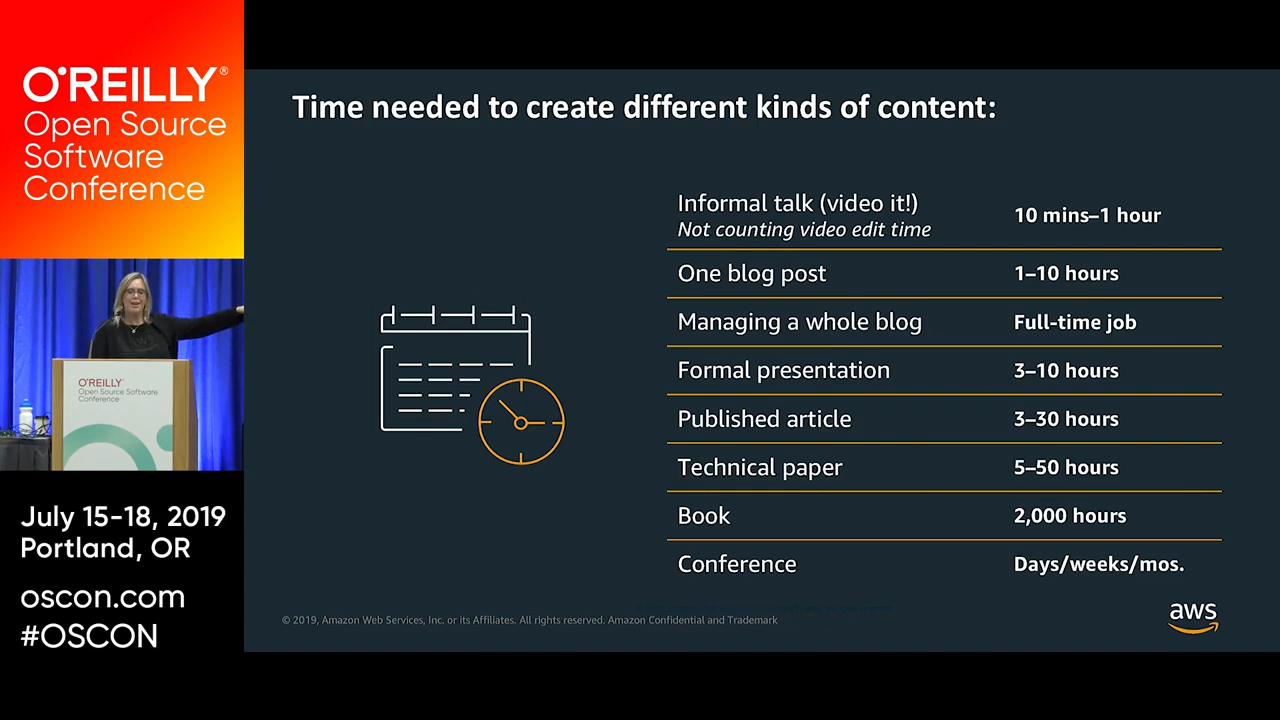 O'REILLY®
Open Source
Software
Conference
O'REILLY
Open Source Software
Conference
July 15-18, 2019
Portland, OR
oscon.com
#OSCON
Time needed to create different kinds of content:
Informal talk (video it!)
Not counting video edit time
10 mins–1 hour
One blog post 1–10 hours
Managing a whole blog Full-time job
Formal presentation 3–10 hours
Published article 3–30 hours
Technical paper 5–50 hours
Book 2,000 hours
Conference Days/weeks/mos.
© 2019, Amazon Web Services, Inc. or its Affiliates. All rights reserved. Amazon Confidential and Trademark
aws